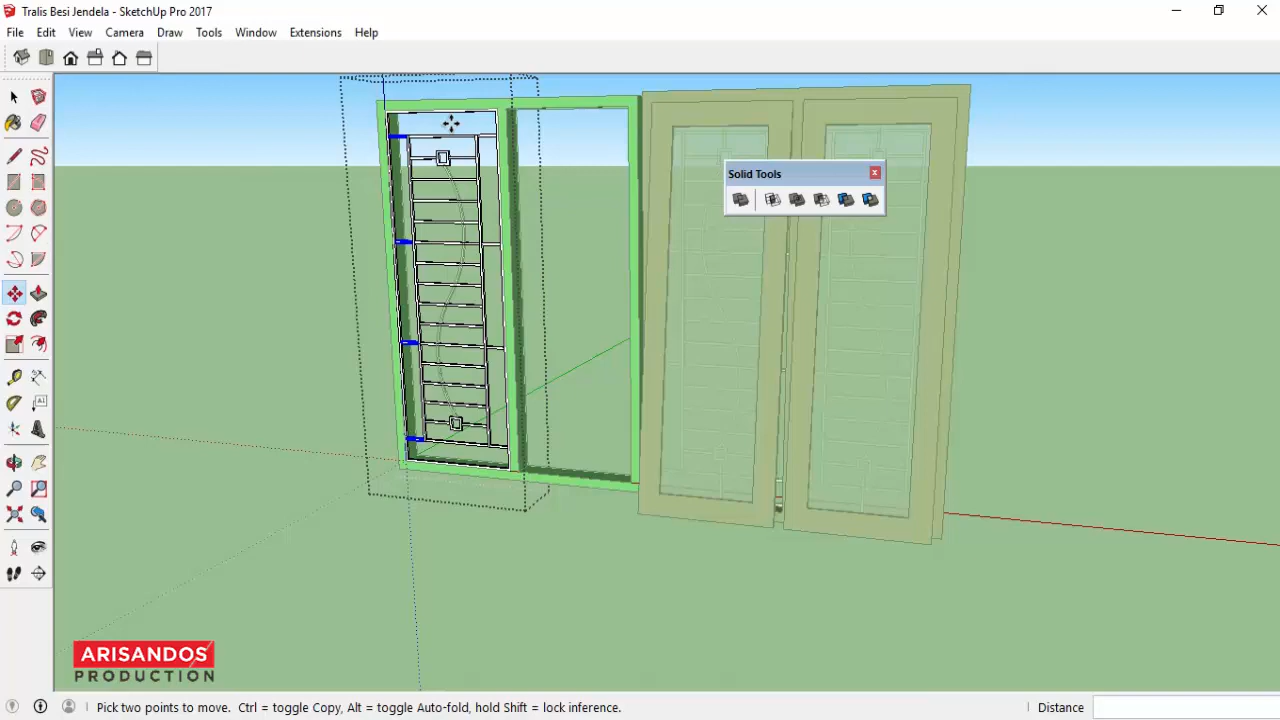 Tralis Besi Jendela - SketchUp Pro 2017
File Edit View Camera Draw Tools Window Extensions Help
Solid Tools
ARISANDOS
PRODUCTION
Pick two points to move. Ctrl = toggle Copy, Alt = toggle Auto-fold, hold Shift = lock inference.
Distance